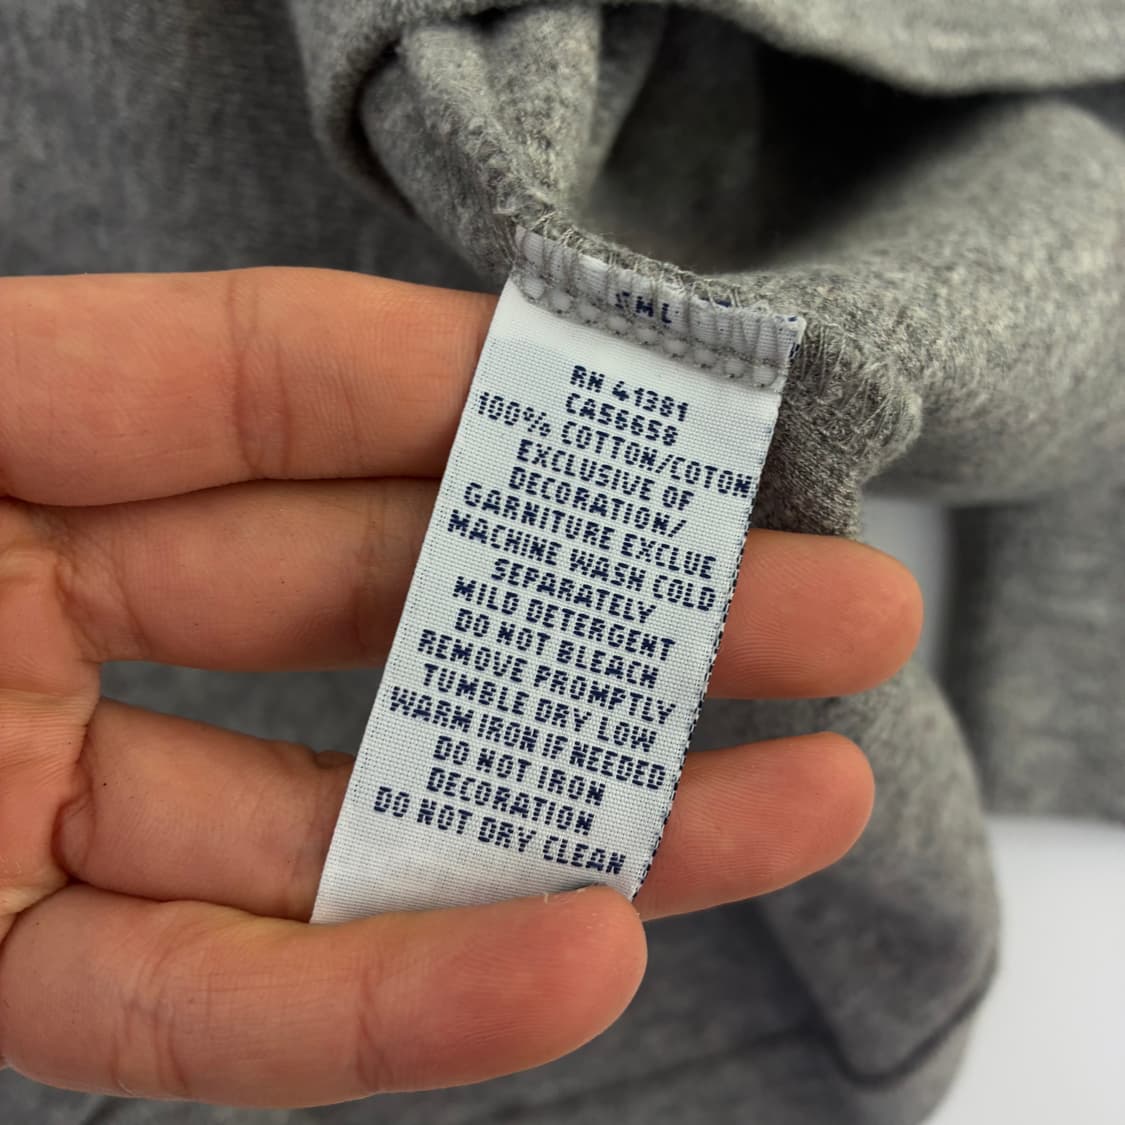 RN 41381
CA56658
100% COTTON/COTON
EXCLUSIVE OF
DECORATION/
GARNITURE EXCLUE
MACHINE WASH COLD
SEPARATELY
MILD DETERGENT
DO NOT BLEACH
REMOVE PROMPTLY
TUMBLE DRY LOW
WARM IRON IF NEEDED
DO NOT IRON
DECORATION
DO NOT DRY CLEAN